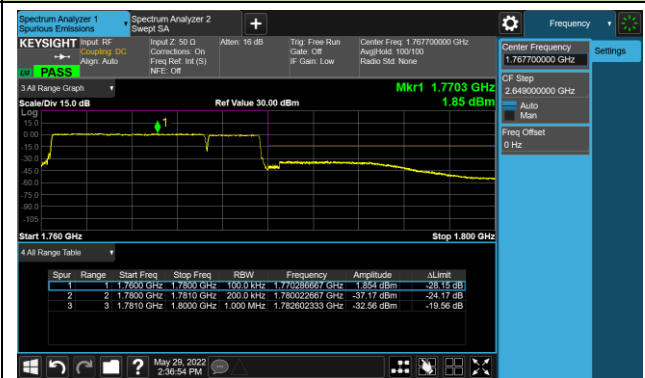 Spectrum Analyzer 1
Spurious Emissions
Spectrum Analyzer 2
Swept SA
+
Frequency
KEYSIGHT
Input: RF
Coupling: DC
Align: Auto
Input Z: 50 Ω
Corrections: On
Freq Ref: Int (S)
NFE: Off
Atten: 16 dB
Trig: Free Run
Gate: Off
IF Gain: Low
Center Freq: 1.767700000 GHz
Avg|Hold: 100/100
Radio Std: None
LM PASS
Center Frequency
1.767700000 GHz
Settings
CF Step
2.649000000 GHz
Auto
Man
Freq Offset
0 Hz
3 All Range Graph
Mkr1 1.7703 GHz
Scale/Div 15.0 dB
Ref Value 30.00 dBm
1.85 dBm
Log
15.0
0.00
-15.0
-30.0
-45.0
-60.0
-75.0
-90.0
-105
1
Start 1.760 GHz
Stop 1.800 GHz
4 All Range Table
Spur Range Start Freq Stop Freq RBW Frequency Amplitude ΔLimit
1 1 1.7600 GHz 1.7800 GHz 100.0 kHz 1.770286667 GHz 1.854 dBm -28.15 dB
2 2 1.7800 GHz 1.7810 GHz 200.0 kHz 1.780022667 GHz -37.17 dBm -24.17 dB
3 3 1.7810 GHz 1.8000 GHz 1.000 MHz 1.782602333 GHz -32.56 dBm -19.56 dB
?
May 29, 2022
2:36:54 PM